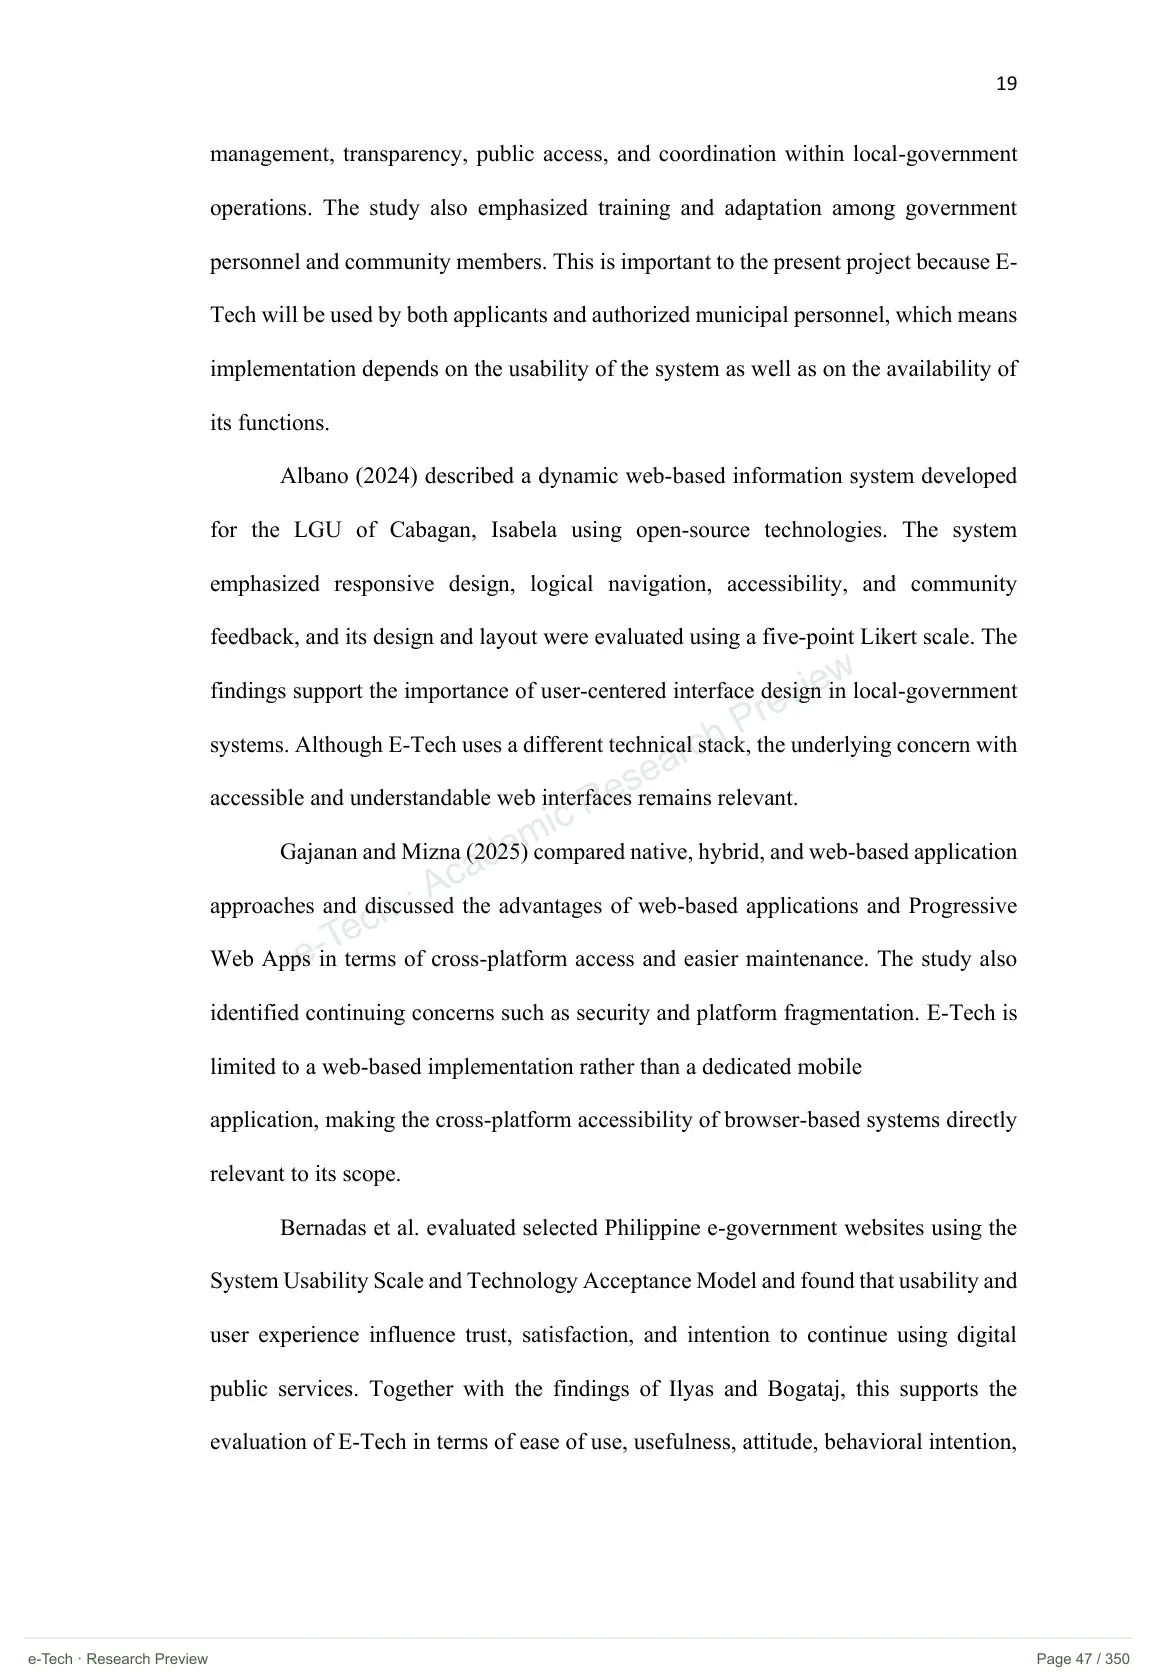 19
management, transparency, public access, and coordination within local-government
operations. The study also emphasized training and adaptation among government
personnel and community members. This is important to the present project because E-
Tech will be used by both applicants and authorized municipal personnel, which means
implementation depends on the usability of the system as well as on the availability of
its functions.
Albano (2024) described a dynamic web-based information system developed
for the LGU of Cabagan, Isabela using open-source technologies. The system
emphasized responsive design, logical navigation, accessibility, and community
feedback, and its design and layout were evaluated using a five-point Likert scale. The
findings support the importance of user-centered interface design in local-government
systems. Although E-Tech uses a different technical stack, the underlying concern with
accessible and understandable web interfaces remains relevant.
Gajanan and Mizna (2025) compared native, hybrid, and web-based application
approaches and discussed the advantages of web-based applications and Progressive
Web Apps in terms of cross-platform access and easier maintenance. The study also
identified continuing concerns such as security and platform fragmentation. E-Tech is
limited to a web-based implementation rather than a dedicated mobile
application, making the cross-platform accessibility of browser-based systems directly
relevant to its scope.
Bernadas et al. evaluated selected Philippine e-government websites using the
System Usability Scale and Technology Acceptance Model and found that usability and
user experience influence trust, satisfaction, and intention to continue using digital
public services. Together with the findings of Ilyas and Bogataj, this supports the
evaluation of E-Tech in terms of ease of use, usefulness, attitude, behavioral intention,
e-Tech · Academic Research Preview
e-Tech · Research Preview
Page 47 / 350